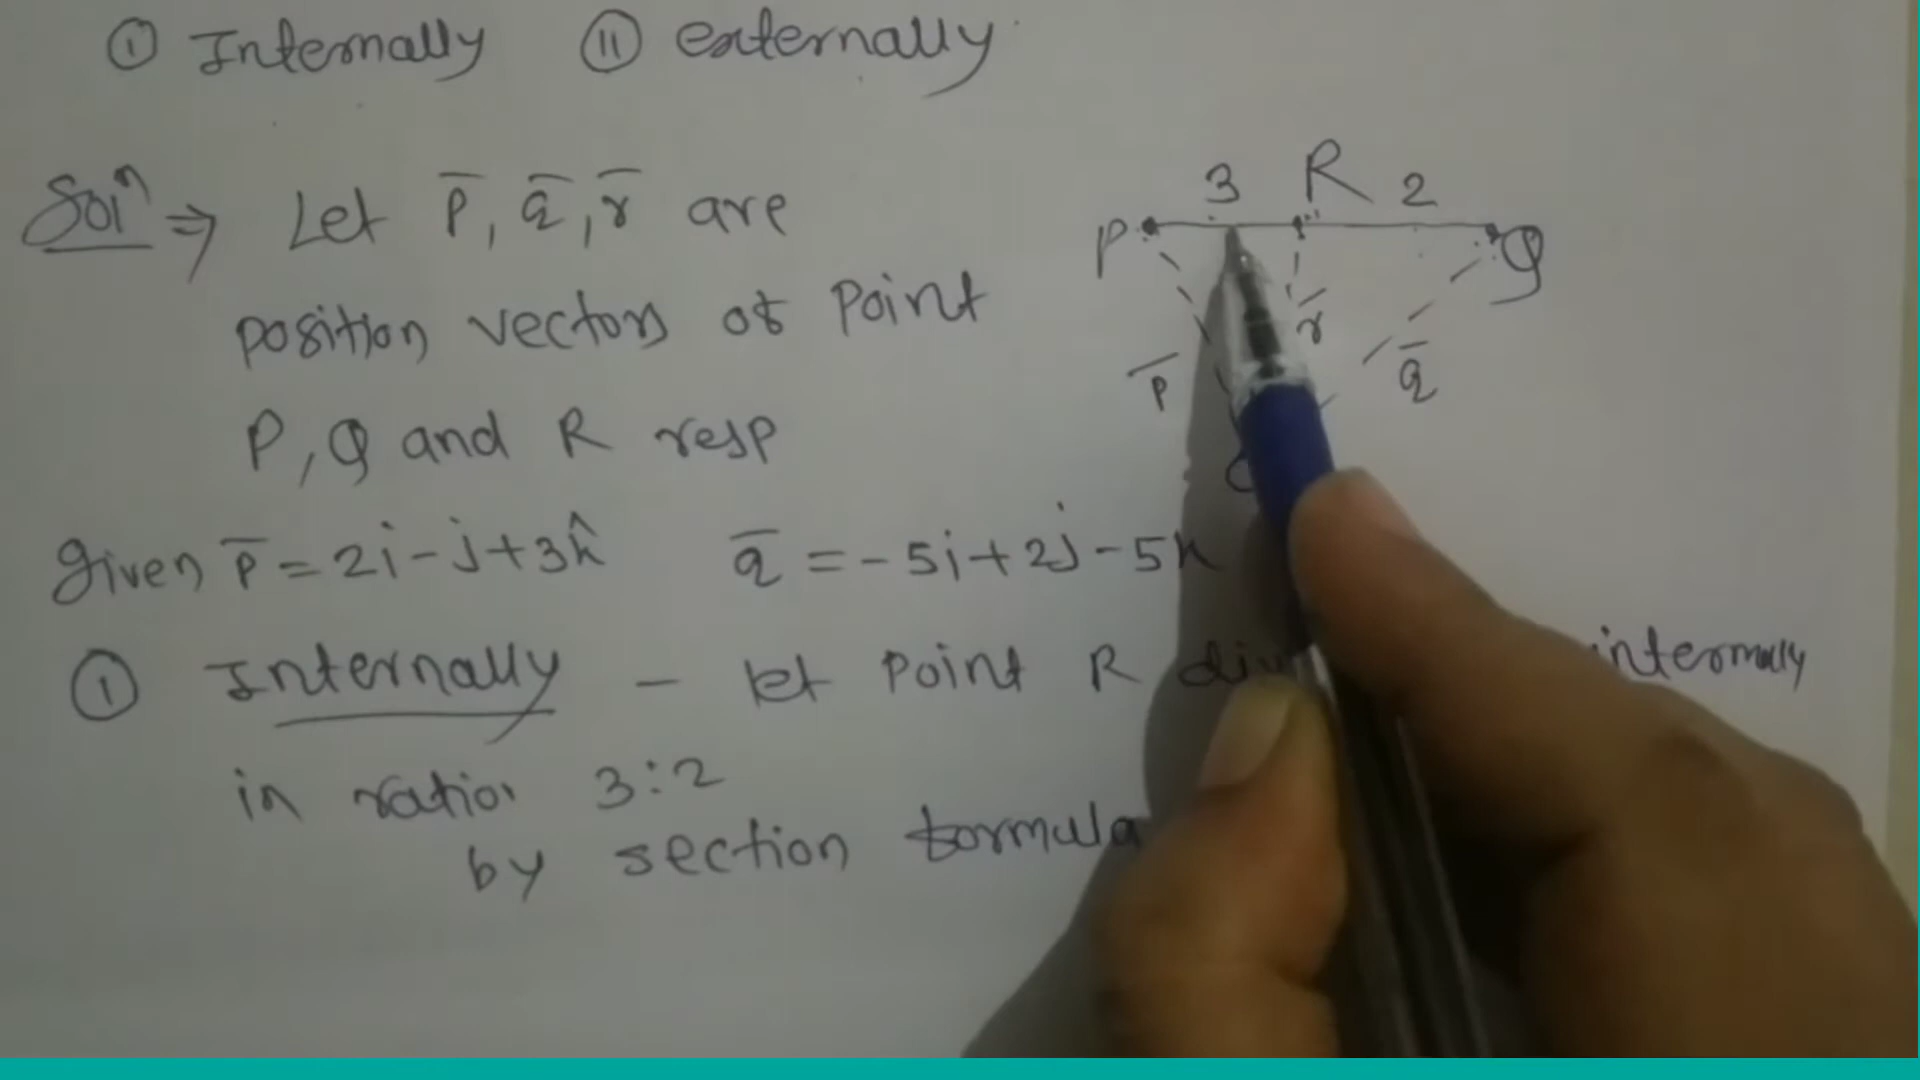 ① Internally ⑪ externally
Solⁿ ⇒ Let p̄, q̄, r̄ are
position vectors of point
P, Q and R resp
3 R 2
P Q
r̄
p̄ q̄
given p̄ = 2i - j + 3k̂ q̄ = - 5i + 2j - 5k
① Internally - let point R internally
in ratio 3:2
by section formula